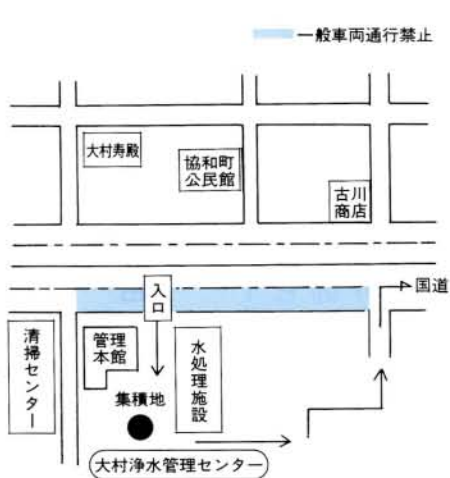 一般車両通行禁止
大村寿殿
協和町
公民館
古川
商店
国道
入口
清掃センター
管理
本館
水処理施設
集積地
大村浄水管理センター